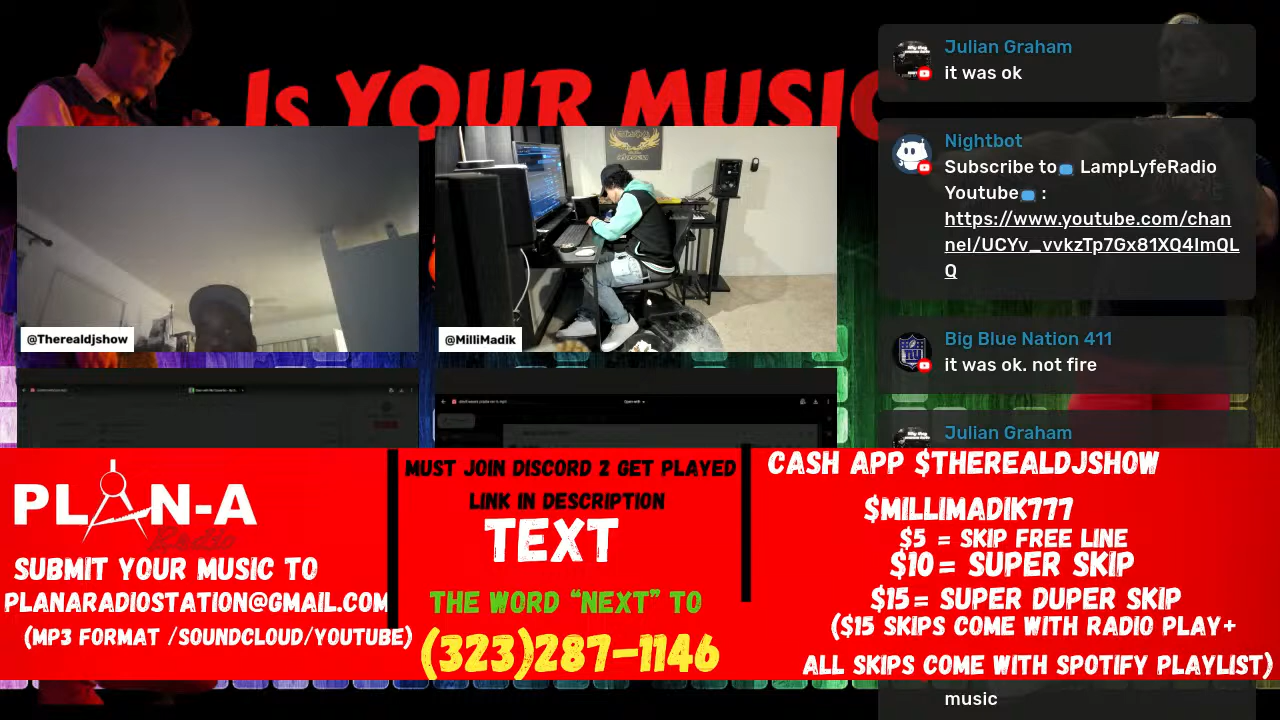 Is YOUR MUSIC
@Therealdjshow
@MilliMadik
Julian Graham
it was ok
Nightbot
Subscribe to LampLyfeRadio
Youtube :
https://www.youtube.com/chan
nel/UCYv_vvkzTp7Gx81XQ4lmQL
Q
Big Blue Nation 411
it was ok. not fire
Julian Graham
music
PLAN-A
Radio
SUBMIT YOUR MUSIC TO
PLANARADIOSTATION@GMAIL.COM
(MP3 FORMAT /SOUNDCLOUD/YOUTUBE)
MUST JOIN DISCORD 2 GET PLAYED
LINK IN DESCRIPTION
TEXT
THE WORD “NEXT” TO
(323)287-1146
CASH APP $THEREALDJSHOW
$MILLIMADIK777
$5 = SKIP FREE LINE
$10 = SUPER SKIP
$15 = SUPER DUPER SKIP
($15 SKIPS COME WITH RADIO PLAY+
ALL SKIPS COME WITH SPOTIFY PLAYLIST)